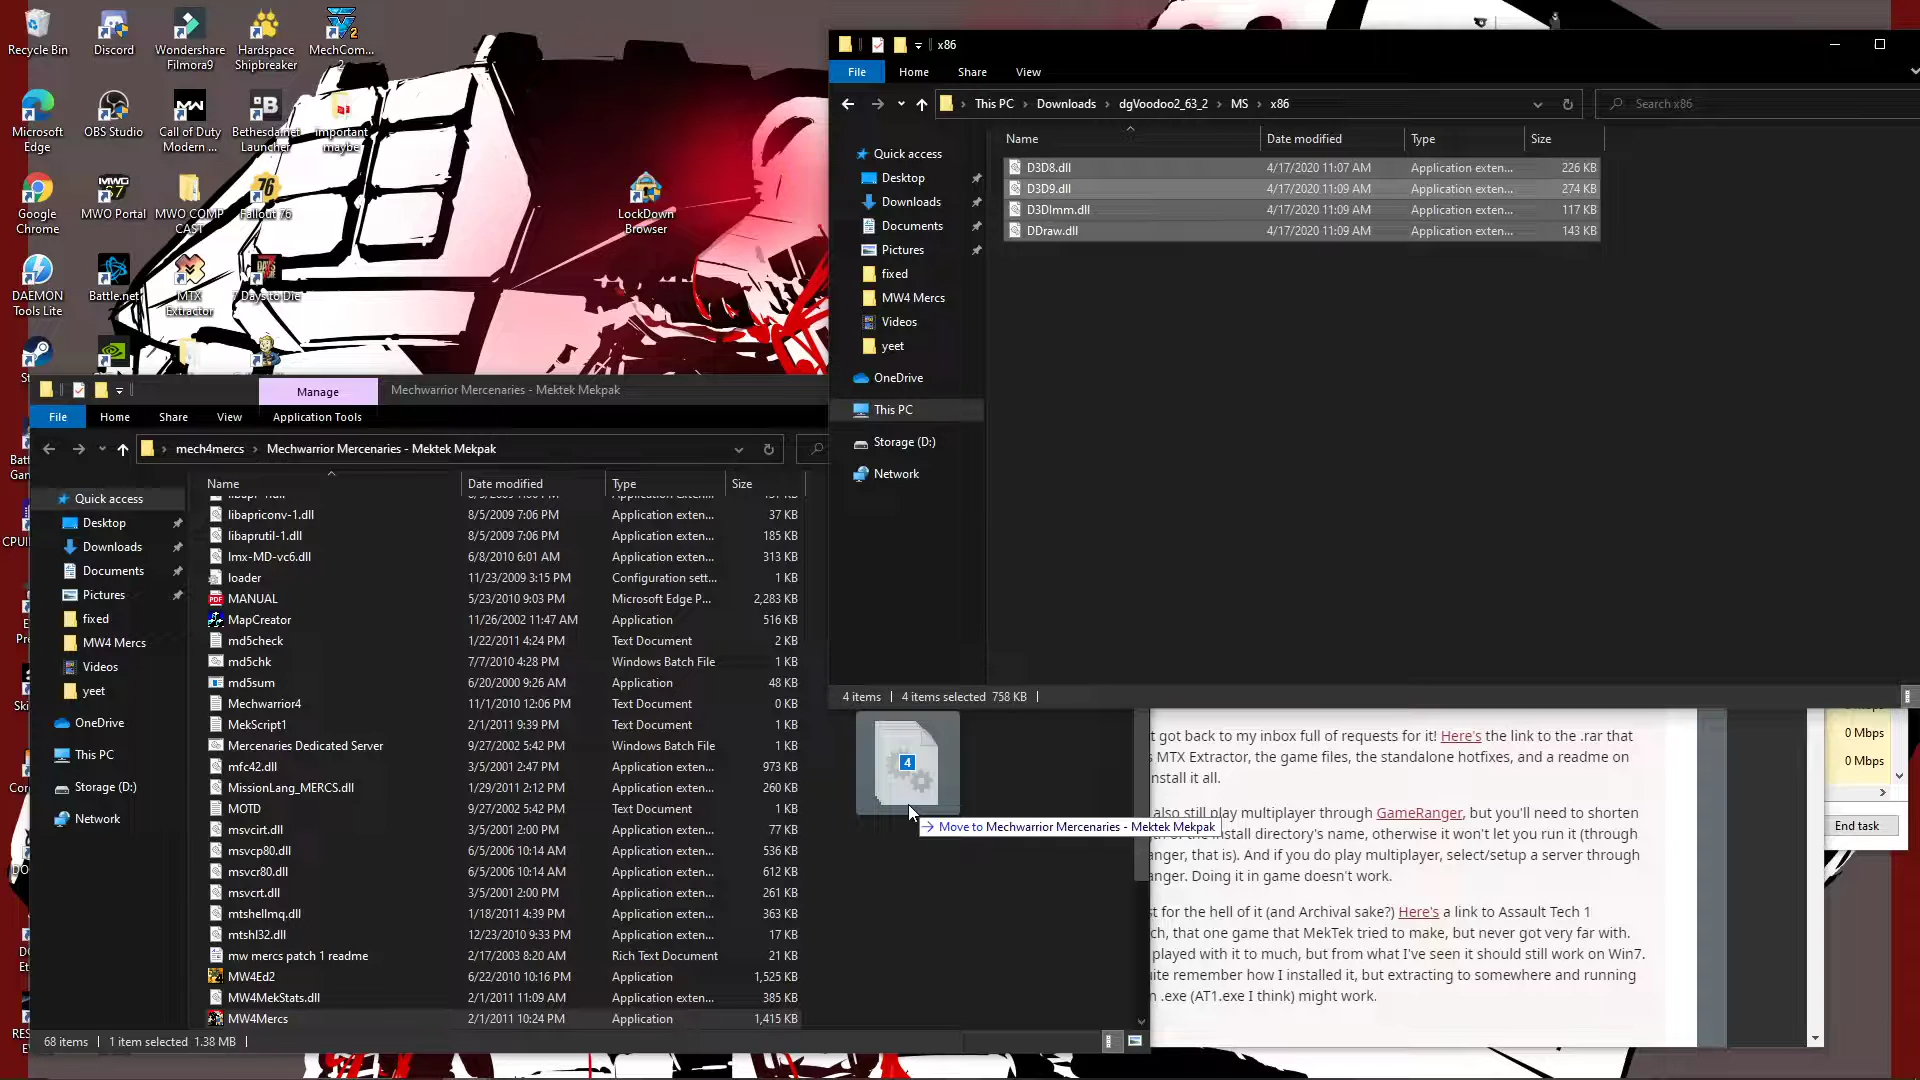 Recycle Bin
Discord
Wondershare
Filmora9
Hardspace
Shipbreaker
MechCom...
2
Microsoft
Edge
OBS Studio
Call of Duty
Modern ...
Bethesda.net
Launcher
important
maybe
Google
Chrome
MWO Portal
MWO COMP
CAST
Fallout 76
LockDown
Browser
DAEMON
Tools Lite
Battle.net
MTX
Extractor
7 Days to Die
x86
File
Home
Share
View
This PC
Downloads
dgVoodoo2_63_2
MS
x86
Search x86
Name
Date modified
Type
Size
Quick access
Desktop
Downloads
Documents
Pictures
fixed
MW4 Mercs
Videos
yeet
OneDrive
This PC
Storage (D:)
Network
D3D8.dll 4/17/2020 11:07 AM Application exten... 226 KB
D3D9.dll 4/17/2020 11:09 AM Application exten... 274 KB
D3DImm.dll 4/17/2020 11:09 AM Application exten... 117 KB
DDraw.dll 4/17/2020 11:09 AM Application exten... 143 KB
4 items 4 items selected 758 KB
Manage
Mechwarrior Mercenaries - Mektek Mekpak
File
Home
Share
View
Application Tools
mech4mercs
Mechwarrior Mercenaries - Mektek Mekpak
Name
Date modified
Type
Size
Quick access
Desktop
Downloads
Documents
Pictures
fixed
MW4 Mercs
Videos
yeet
OneDrive
This PC
Storage (D:)
Network
libapriconv-1.dll 8/5/2009 7:06 PM Application exten... 37 KB
libaprutil-1.dll 8/5/2009 7:06 PM Application exten... 185 KB
lmx-MD-vc6.dll 6/8/2010 6:01 AM Application exten... 313 KB
loader 11/23/2009 3:15 PM Configuration sett... 1 KB
MANUAL 5/23/2010 9:03 PM Microsoft Edge P... 2,283 KB
MapCreator 11/26/2002 11:47 AM Application 516 KB
md5check 1/22/2011 4:24 PM Text Document 2 KB
md5chk 7/7/2010 4:28 PM Windows Batch File 1 KB
md5sum 6/20/2000 9:26 AM Application 48 KB
Mechwarrior4 11/1/2010 12:06 PM Text Document 0 KB
MekScript1 2/1/2011 9:39 PM Text Document 1 KB
Mercenaries Dedicated Server 9/27/2002 5:42 PM Windows Batch File 1 KB
mfc42.dll 3/5/2001 2:47 PM Application exten... 973 KB
MissionLang_MERCS.dll 1/29/2011 2:12 PM Application exten... 260 KB
MOTD 9/27/2002 5:42 PM Text Document 1 KB
msvcirt.dll 3/5/2001 2:00 PM Application exten... 77 KB
msvcp80.dll 6/5/2006 10:14 AM Application exten... 536 KB
msvcr80.dll 6/5/2006 10:14 AM Application exten... 612 KB
msvcrt.dll 3/5/2001 2:00 PM Application exten... 261 KB
mtshellmq.dll 1/18/2011 4:39 PM Application exten... 363 KB
mtshl32.dll 12/23/2010 9:33 PM Application exten... 17 KB
mw mercs patch 1 readme 2/17/2003 8:20 AM Rich Text Document 21 KB
MW4Ed2 6/22/2010 10:16 PM Application 1,525 KB
MW4MekStats.dll 2/1/2011 11:09 AM Application exten... 385 KB
MW4Mercs 2/1/2011 10:24 PM Application 1,415 KB
66 items 1 item selected 1.38 MB
4
Move to Mechwarrior Mercenaries - Mektek Mekpak
t got back to my inbox full of requests for it! Here's the link to the .rar that
s MTX Extractor, the game files, the standalone hotfixes, and a readme on
nstall it all.
also still play multiplayer through GameRanger, but you'll need to shorten
install directory's name, otherwise it won't let you run it (through
anger, that is). And if you do play multiplayer, select/setup a server through
anger. Doing it in game doesn't work.
st for the hell of it (and Archival sake?) Here's a link to Assault Tech 1
ch, that one game that MekTek tried to make, but never got very far with.
played with it to much, but from what I've seen it should still work on Win7.
uite remember how I installed it, but extracting to somewhere and running
n .exe (AT1.exe I think) might work.
0 Mbps
0 Mbps
End task